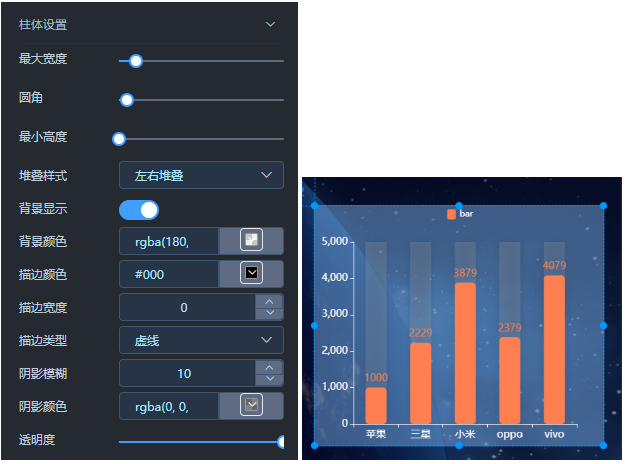 柱体设置
最大宽度
圆角
最小高度
堆叠样式 左右堆叠
背景显示
背景颜色 rgba(180,
描边颜色 #000
描边宽度 0
描边类型 虚线
阴影模糊 10
阴影颜色 rgba(0, 0,
透明度
bar
5,000
4,000
3,000
2,000
1,000
0
1000
2229
3879
2379
4079
苹果 三星 小米 oppo vivo